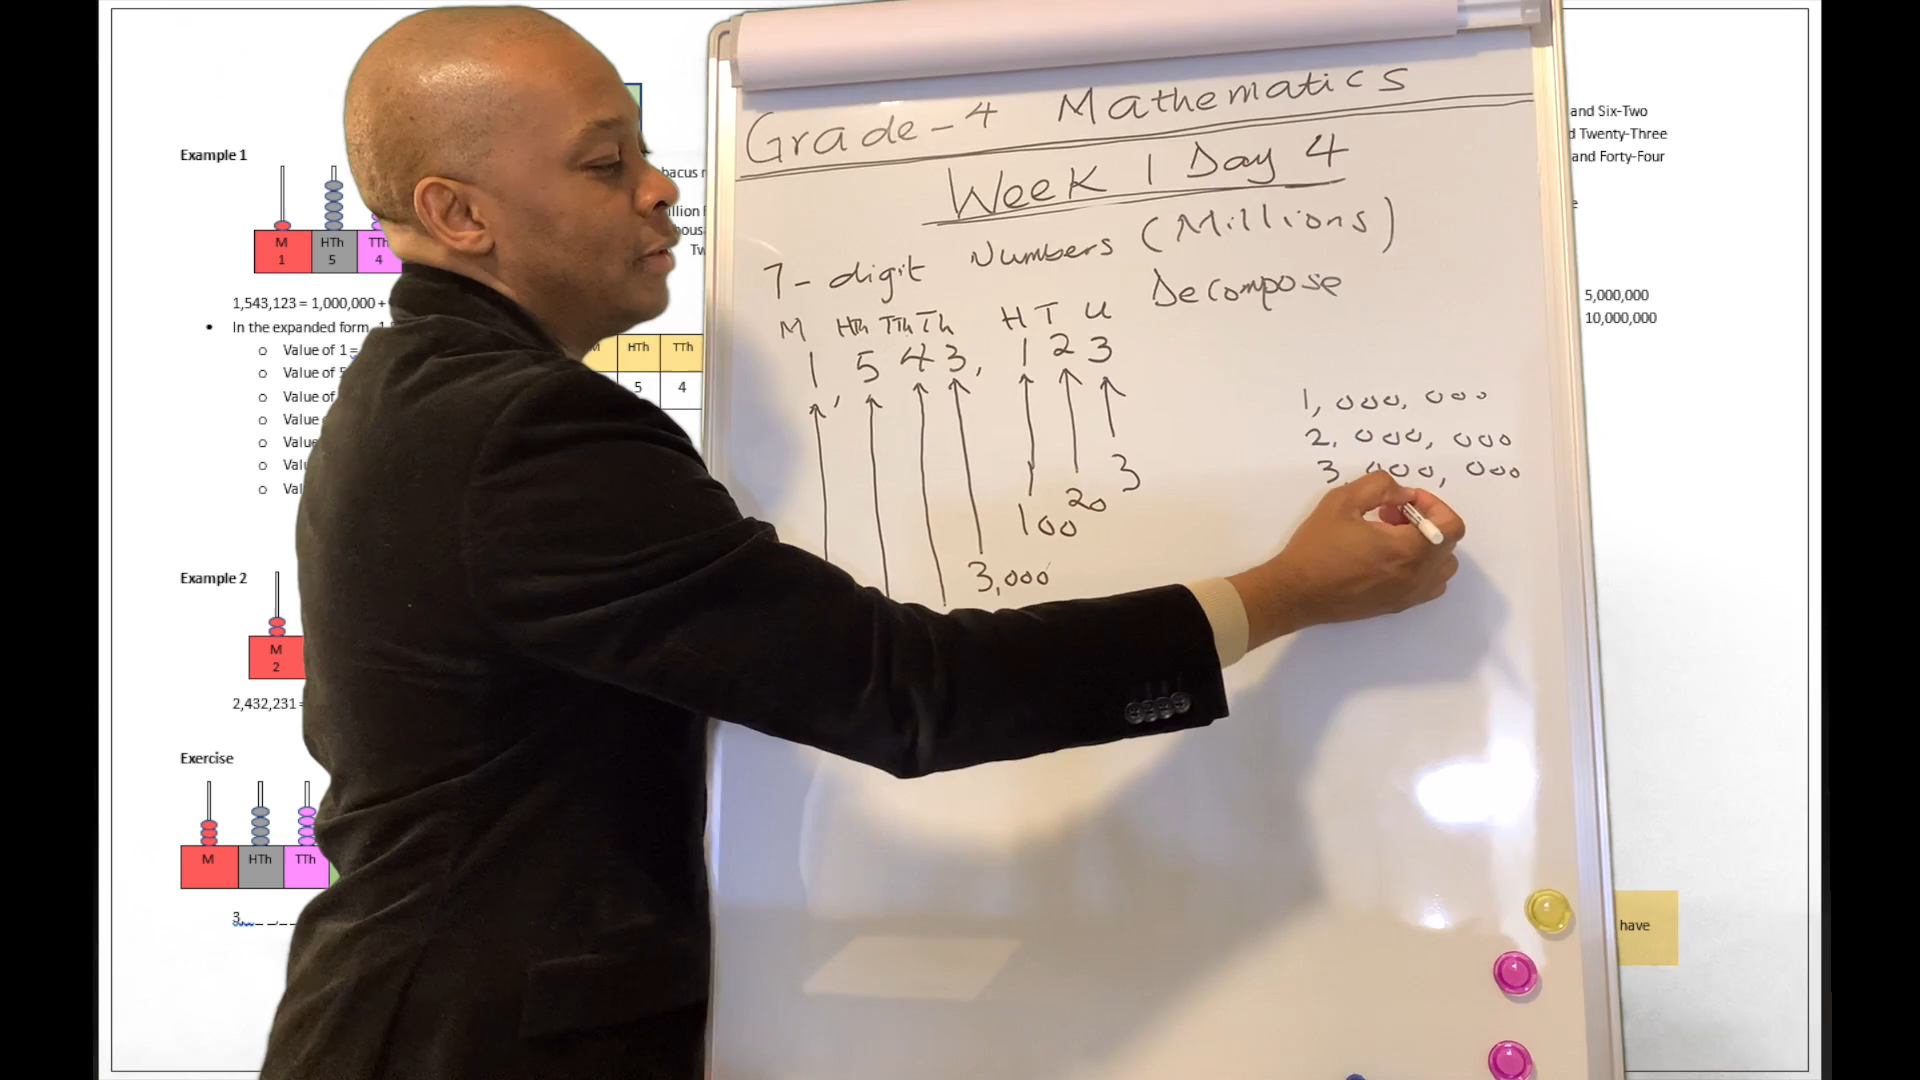 Grade-4 Mathematics
Week 1 Day 4
7-digit Numbers (Millions)
Decompose
M HTh TTh Th H T U
1, 5 4 3, 1 2 3
3
20
100
3,000
1,000,000
2,000,000
3,000,000
Example 1
M HTh TTh
1 5 4
1,543,123 = 1,000,000 +
• In the expanded form
Value of 1 =
Value of 5
Value of
Value
Value
Value
Val
HTh TTh
5 4
and Six-Two
Twenty-Three
and Forty-Four
5,000,000
10,000,000
Example 2
M
2
2,432,231 =
Exercise
M HTh TTh
3,
have